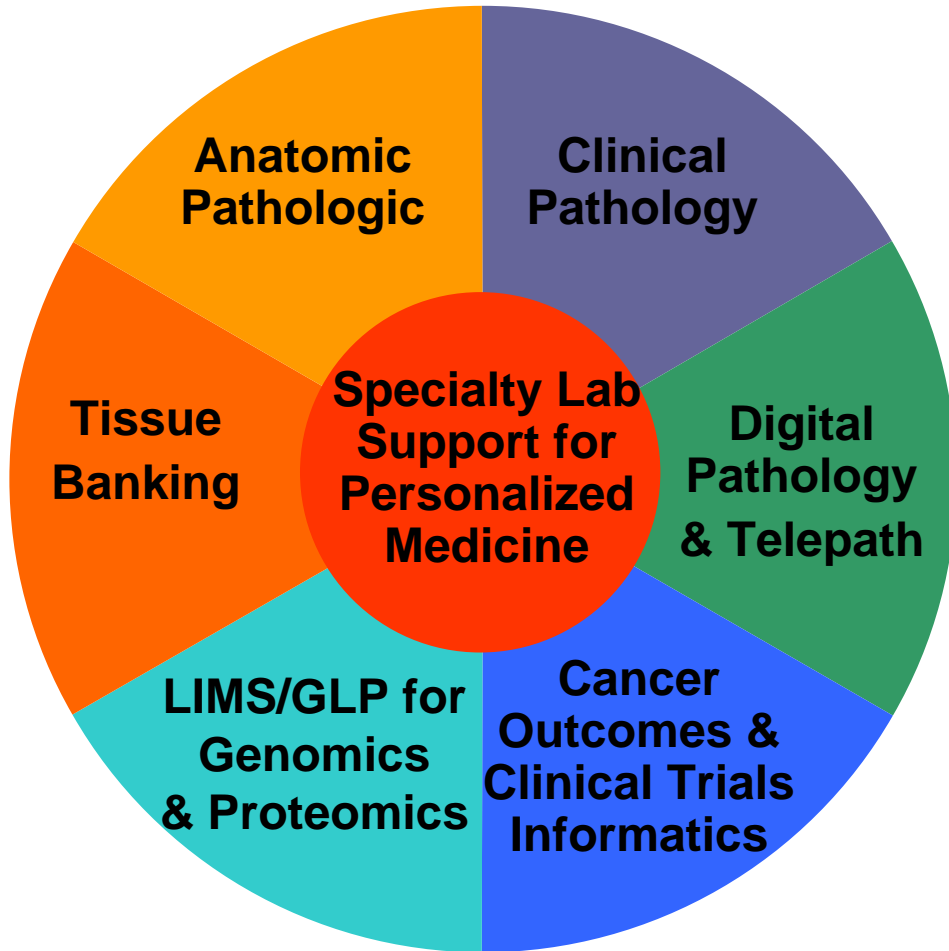 Anatomic
Pathologic
Clinical
Pathology
Tissue
Banking
Specialty Lab
Support for
Personalized
Medicine
Digital
Pathology
& Telepath
LIMS/GLP for
Genomics
& Proteomics
Cancer
Outcomes &
Clinical Trials
Informatics